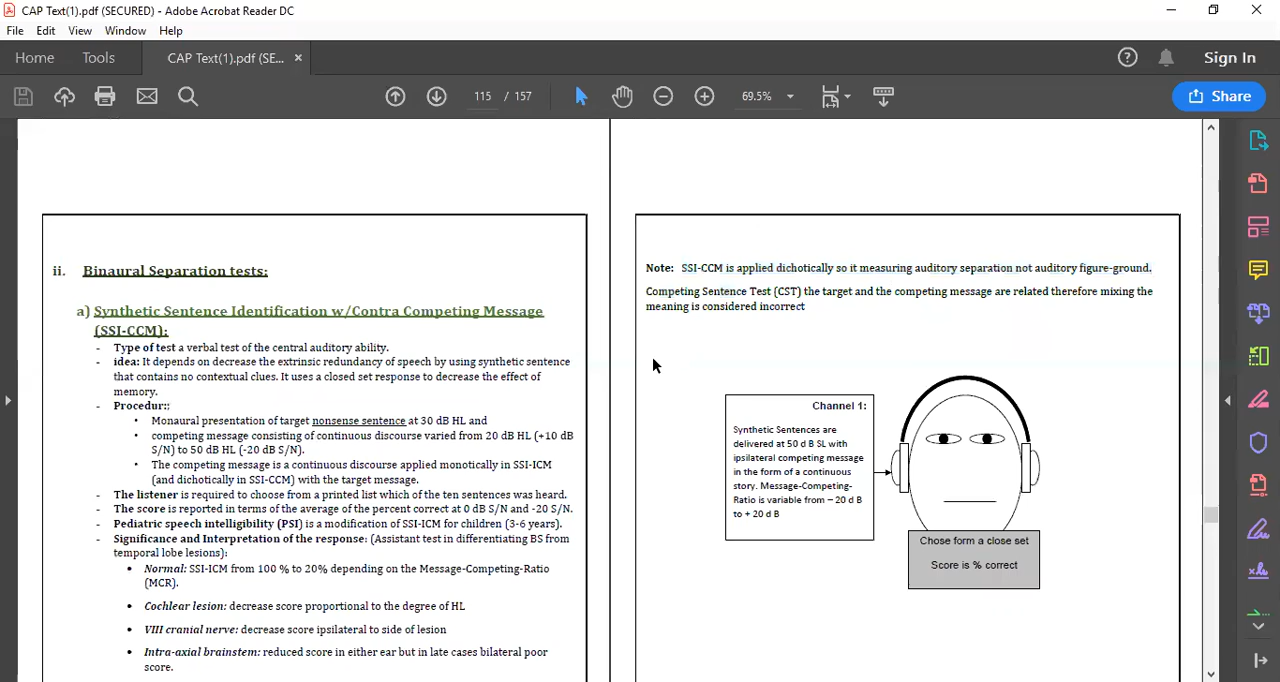 CAP Text(1).pdf (SECURED) - Adobe Acrobat Reader DC
File Edit View Window Help
Home Tools CAP Text(1).pdf (SE... × Sign In
115 / 157 69.5% Share
ii. Binaural Separation tests:
a) Synthetic Sentence Identification w/Contra Competing Message
(SSI-CCM):
- Type of test a verbal test of the central auditory ability.
- idea: It depends on decrease the extrinsic redundancy of speech by using synthetic sentence
that contains no contextual clues. It uses a closed set response to decrease the effect of
memory.
- Procedur:;
• Monaural presentation of target nonsense sentence at 30 dB HL and
• competing message consisting of continuous discourse varied from 20 dB HL (+10 dB
S/N) to 50 dB HL (-20 dB S/N).
• The competing message is a continuous discourse applied monotically in SSI-ICM
(and dichotically in SSI-CCM) with the target message.
- The listener is required to choose from a printed list which of the ten sentences was heard.
- The score is reported in terms of the average of the percent correct at 0 dB S/N and -20 S/N.
- Pediatric speech intelligibility (PSI) is a modification of SSI-ICM for children (3-6 years).
- Significance and Interpretation of the response: (Assistant test in differentiating BS from
temporal lobe lesions):
• Normal: SSI-ICM from 100 % to 20% depending on the Message-Competing-Ratio
(MCR).
• Cochlear lesion: decrease score proportional to the degree of HL
• VIII cranial nerve: decrease score ipsilateral to side of lesion
• Intra-axial brainstem: reduced score in either ear but in late cases bilateral poor
score.
Note: SSI-CCM is applied dichotically so it measuring auditory separation not auditory figure-ground.
Competing Sentence Test (CST) the target and the competing message are related therefore mixing the
meaning is considered incorrect
Channel 1:
Synthetic Sentences are
delivered at 50 d B SL with
ipsilateral competing message
in the form of a continuous
story. Message-Competing-
Ratio is variable from – 20 d B
to + 20 d B
Chose form a close set
Score is % correct